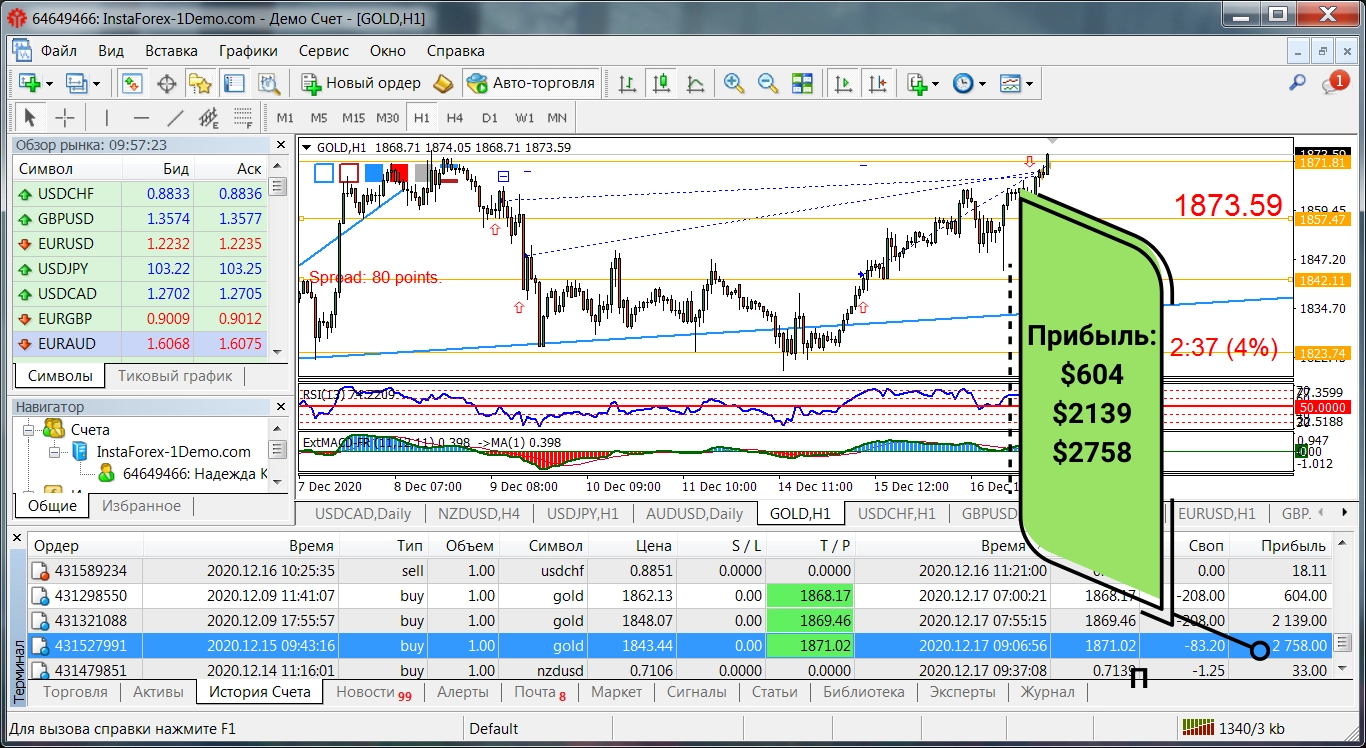 64649466: InstaForex-1Demo.com - Демо Счет - [GOLD,H1]
Файл Вид Вставка Графики Сервис Окно Справка
Новый ордер Авто-торговля 1
M1 M5 M15 M30 H1 H4 D1 W1 MN
Обзор рынка: 09:57:23
Символ Бид Аск
USDCHF 0.8833 0.8836
GBPUSD 1.3574 1.3577
EURUSD 1.2232 1.2235
USDJPY 103.22 103.25
USDCAD 1.2702 1.2705
EURGBP 0.9009 0.9012
EURAUD 1.6068 1.6075
Символы Тиковый график
Навигатор
Счета
InstaForex-1Demo.com
64649466: Надежда К
Общие Избранное
GOLD,H1 1868.71 1874.05 1868.71 1873.59
1873.59
1871.81
1873.59
1859.45
1857.47
Spread: 80 points.
1847.20
1842.11
1834.70
2:37 (4%)
1823.74
Прибыль:
$604
$2139
$2758
RSI(13) 74.2209
50.0000
ExtMACD-FR (11,12,11) 0.398 ->MA(1) 0.398
0.947
-1.012
7 Dec 2020 8 Dec 07:00 9 Dec 08:00 10 Dec 09:00 11 Dec 10:00 14 Dec 11:00 15 Dec 12:00 16 Dec 1
USDCAD,Daily NZDUSD,H4 USDJPY,H1 AUDUSD,Daily GOLD,H1 USDCHF,H1 GBPUSD EURUSD,H1 GBP.
Терминал
Ордер Время Тип Объем Символ Цена S / L T / P Время Своп Прибыль
431589234 2020.12.16 10:25:35 sell 1.00 usdchf 0.8851 0.0000 0.0000 2020.12.16 11:21:00 0.00 18.11
431298550 2020.12.09 11:41:07 buy 1.00 gold 1862.13 0.00 1868.17 2020.12.17 07:00:21 1868.17 -208.00 604.00
431321088 2020.12.09 17:55:57 buy 1.00 gold 1848.07 0.00 1869.46 2020.12.17 07:55:15 1869.46 -208.00 2 139.00
431527991 2020.12.15 09:43:16 buy 1.00 gold 1843.44 0.00 1871.02 2020.12.17 09:06:56 1871.02 -83.20 2 758.00
431479851 2020.12.14 11:16:01 buy 1.00 nzdusd 0.7106 0.0000 0.0000 2020.12.17 09:37:08 0.7139 -1.25 33.00
П
Торговля Активы История Счета Новости 99 Алерты Почта 8 Маркет Сигналы Статьи Библиотека Эксперты Журнал
Для вызова справки нажмите F1 Default 1340/3 kb